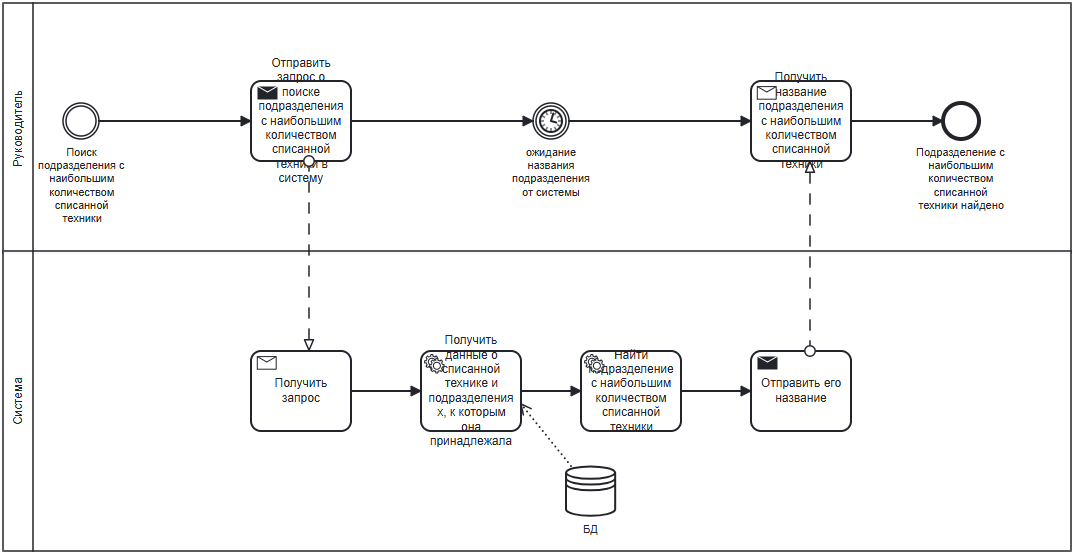 Руководитель
Поиск
подразделения с
наибольшим
количеством
списанной
техники
Отправить
запрос о
поиске
подразделения
с наибольшим
количеством
списанной
техники в
систему
ожидание
названия
подразделения
от системы
Получить
название
подразделения
с наибольшим
количеством
списанной
техники
Подразделение с
наибольшим
количеством
списанной
техники найдено
Система
Получить
запрос
Получить
данные о
списанной
технике и
подразделения
х, к которым
она
принадлежала
Найти
подразделение
с наибольшим
количеством
списанной
техники
Отправить его
название
БД